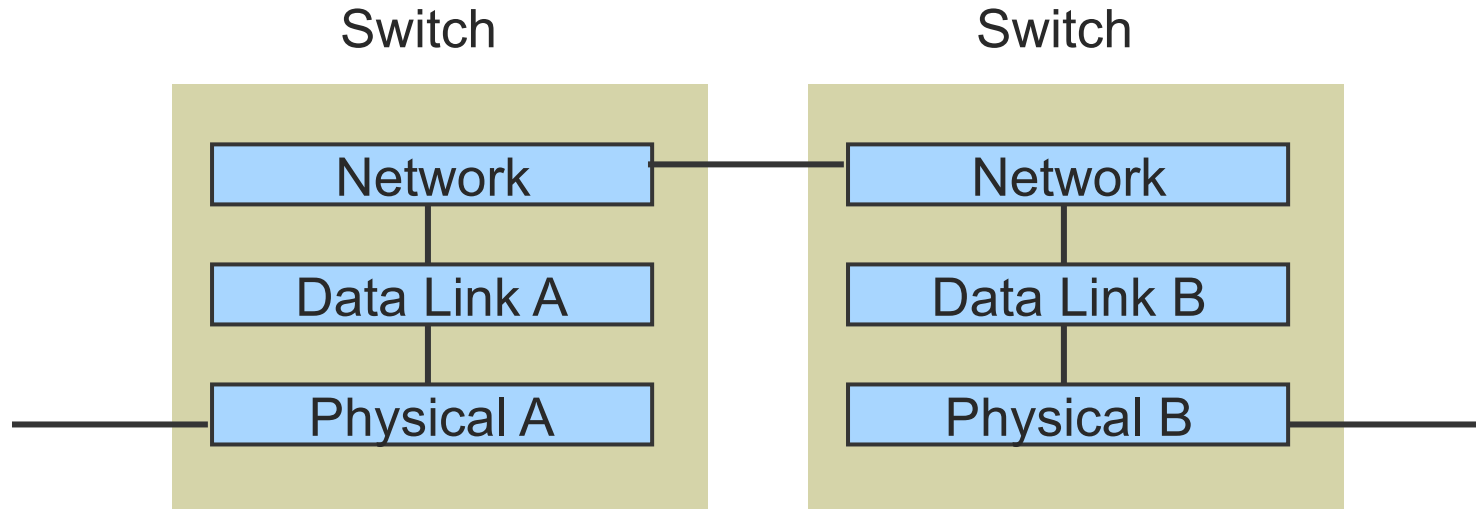 Switch
Switch
Network
Network
Data Link A
Data Link B
Physical A
Physical B